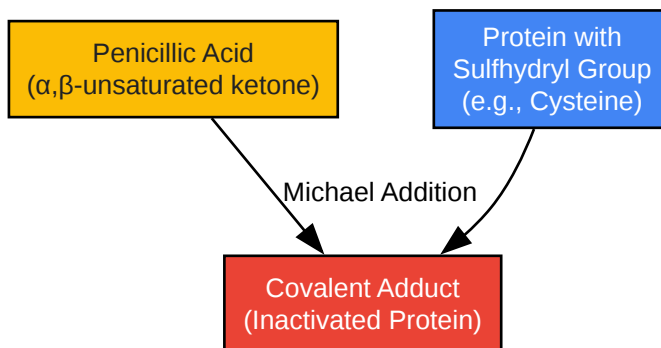 Penicillic Acid
(α,β-unsaturated ketone)
Protein with
Sulfhydryl Group
(e.g., Cysteine)
Michael Addition
Covalent Adduct
(Inactivated Protein)